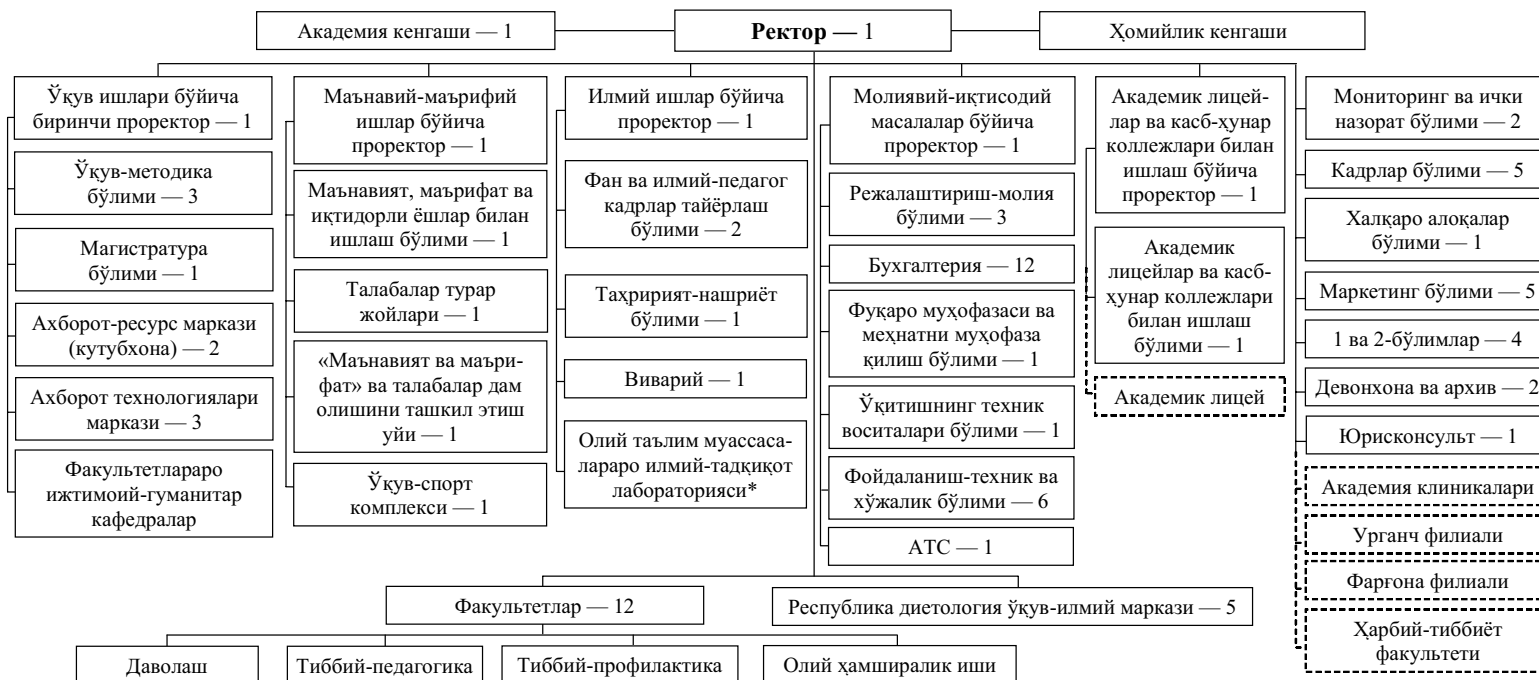 Академия кенгаши — 1
Ректор — 1
Ҳомийлик кенгаши
Ўқув ишлари бўйича
биринчи проректор — 1
Ўқув-методика
бўлими — 3
Магистратура
бўлими — 1
Ахборот-ресурс маркази
(кутубхона) — 2
Ахборот технологиялари
маркази — 3
Факультетлараро
ижтимоий-гуманитар
кафедралар
Маънавий-маърифий
ишлар бўйича
проректор — 1
Маънавият, маърифат ва
иқтидорли ёшлар билан
ишлаш бўлими — 1
Талабалар турар
жойлари — 1
«Маънавият ва маъри-
фат» ва талабалар дам
олишини ташкил этиш
уйи — 1
Ўқув-спорт
комплекси — 1
Илмий ишлар бўйича
проректор — 1
Фан ва илмий-педагог
кадрлар тайёрлаш
бўлими — 2
Таҳририят-нашриёт
бўлими — 1
Виварий — 1
Олий таълим муассаса-
лараро илмий-тадқиқот
лабораторияси*
Молиявий-иқтисодий
масалалар бўйича
проректор — 1
Режалаштириш-молия
бўлими — 3
Бухгалтерия — 12
Фуқаро муҳофазаси ва
меҳнатни муҳофаза
қилиш бўлими — 1
Ўқитишнинг техник
воситалари бўлими — 1
Фойдаланиш-техник ва
хўжалик бўлими — 6
АТС — 1
Академик лицей-
лар ва касб-ҳунар
коллежлари билан
ишлаш бўйича
проректор — 1
Академик
лицейлар ва касб-
ҳунар коллежлари
билан ишлаш
бўлими — 1
Академик лицей
Мониторинг ва ички
назорат бўлими — 2
Кадрлар бўлими — 5
Халқаро алоқалар
бўлими — 1
Маркетинг бўлими — 5
1 ва 2-бўлимлар — 4
Девонхона ва архив — 2
Юрисконсульт — 1
Академия клиникалари
Урганч филиали
Фарғона филиали
Ҳарбий-тиббиёт
факультети
Факультетлар — 12
Республика диетология ўқув-илмий маркази — 5
Даволаш
Тиббий-педагогика
Тиббий-профилактика
Олий ҳамширалик иши